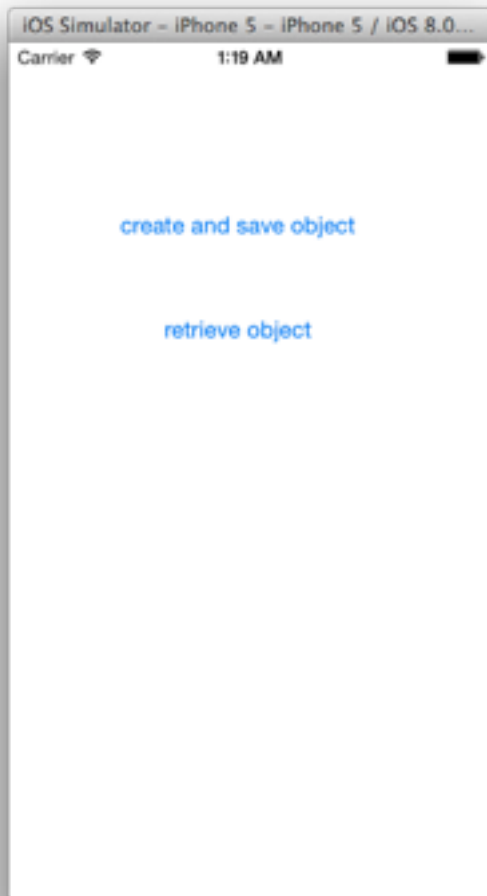 iOS Simulator – iPhone 5 – iPhone 5 / iOS 8.0...
Carrier 1:19 AM
create and save object
retrieve object